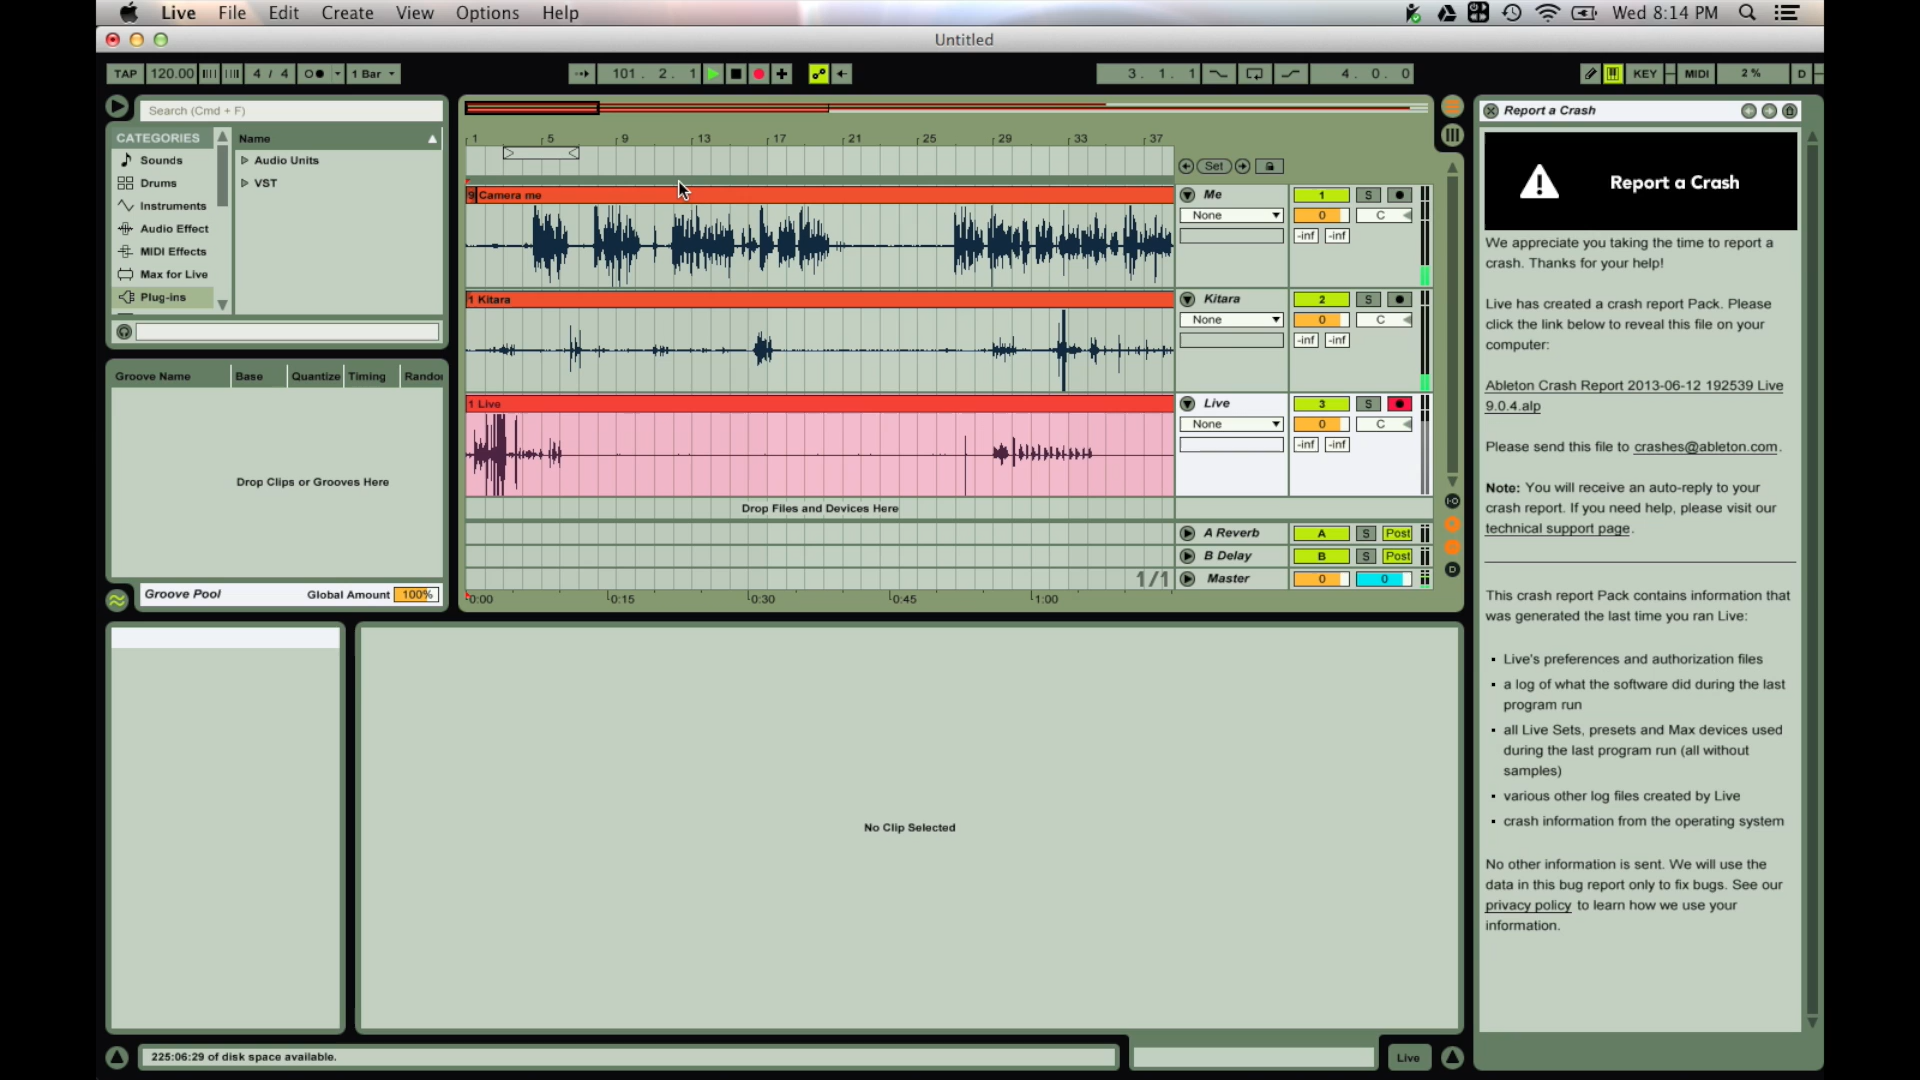 Live File Edit Create View Options Help
Wed 8:14 PM
Untitled
TAP 120.00 4 / 4 1 Bar
101 . 2 . 1
3 . 1 . 1
4 . 0 . 0
KEY MIDI 2 % D
Search (Cmd + F)
CATEGORIES
Sounds
Drums
Instruments
Audio Effect
MIDI Effects
Max for Live
Plug-ins
Name
Audio Units
VST
Groove Name Base Quantize Timing Rando
Drop Clips or Grooves Here
Groove Pool Global Amount 100%
1 5 9 13 17 21 25 29 33 37
Set
9 Camera me
Me 1 S
None 0 C
-inf -inf
1 Kitara
Kitara 2 S
None 0 C
-inf -inf
1 Live
Live 3 S
None 0 C
-inf -inf
Drop Files and Devices Here
A Reverb A S Post
B Delay B S Post
1/1 Master 0 0
0:00 0:15 0:30 0:45 1:00
I-O
D
No Clip Selected
225:06:29 of disk space available.
Live
Report a Crash
Report a Crash
We appreciate you taking the time to report a
crash. Thanks for your help!
Live has created a crash report Pack. Please
click the link below to reveal this file on your
computer:
Ableton Crash Report 2013-06-12 192539 Live
9.0.4.alp
Please send this file to crashes@ableton.com.
Note: You will receive an auto-reply to your
crash report. If you need help, please visit our
technical support page.
This crash report Pack contains information that
was generated the last time you ran Live:
▪ Live's preferences and authorization files
▪ a log of what the software did during the last
program run
▪ all Live Sets, presets and Max devices used
during the last program run (all without
samples)
▪ various other log files created by Live
▪ crash information from the operating system
No other information is sent. We will use the
data in this bug report only to fix bugs. See our
privacy policy to learn how we use your
information.